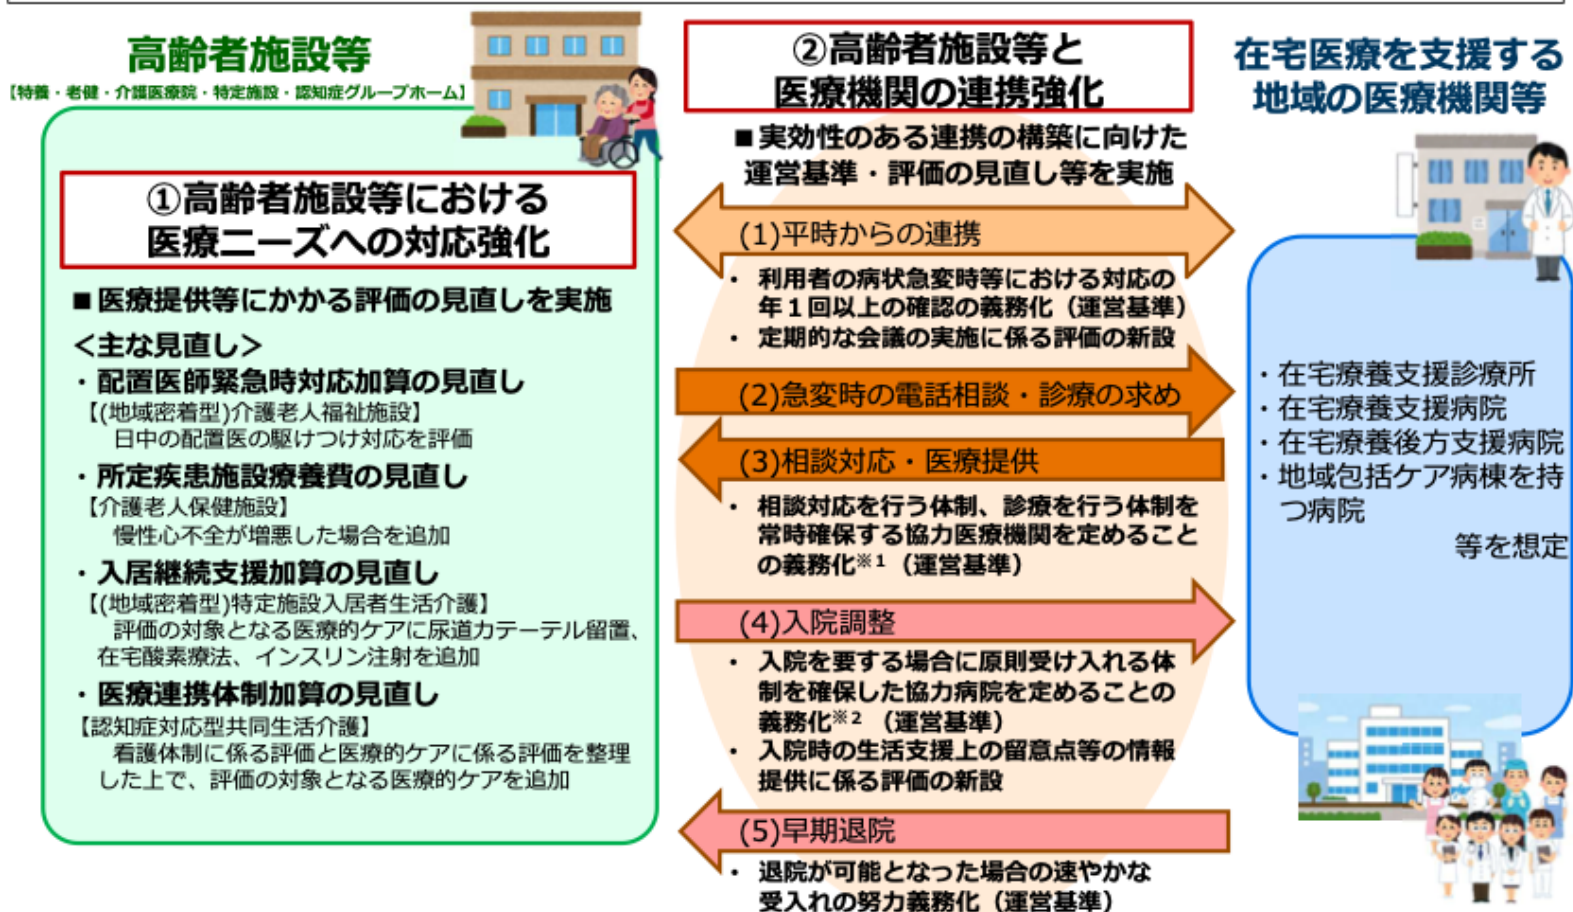 高齢者施設等
【特養・老健・介護医療院・特定施設・認知症グループホーム】
①高齢者施設等における
医療ニーズへの対応強化
■医療提供等にかかる評価の見直しを実施
＜主な見直し＞
・配置医師緊急時対応加算の見直し
【(地域密着型)介護老人福祉施設】
日中の配置医の駆けつけ対応を評価
・所定疾患施設療養費の見直し
【介護老人保健施設】
慢性心不全が増悪した場合を追加
・入居継続支援加算の見直し
【(地域密着型)特定施設入居者生活介護】
評価の対象となる医療的ケアに尿道カテーテル留置、
在宅酸素療法、インスリン注射を追加
・医療連携体制加算の見直し
【認知症対応型共同生活介護】
看護体制に係る評価と医療的ケアに係る評価を整理
した上で、評価の対象となる医療的ケアを追加
②高齢者施設等と
医療機関の連携強化
■実効性のある連携の構築に向けた
運営基準・評価の見直し等を実施
(1)平時からの連携
・ 利用者の病状急変時等における対応の
年１回以上の確認の義務化（運営基準）
・ 定期的な会議の実施に係る評価の新設
(2)急変時の電話相談・診療の求め
(3)相談対応・医療提供
・ 相談対応を行う体制、診療を行う体制を
常時確保する協力医療機関を定めること
の義務化※1（運営基準）
(4)入院調整
・ 入院を要する場合に原則受け入れる体
制を確保した協力病院を定めることの
義務化※2（運営基準）
・ 入院時の生活支援上の留意点等の情報
提供に係る評価の新設
(5)早期退院
・ 退院が可能となった場合の速やかな
受入れの努力義務化（運営基準）
在宅医療を支援する
地域の医療機関等
・在宅療養支援診療所
・在宅療養支援病院
・在宅療養後方支援病院
・地域包括ケア病棟を持
つ病院
等を想定